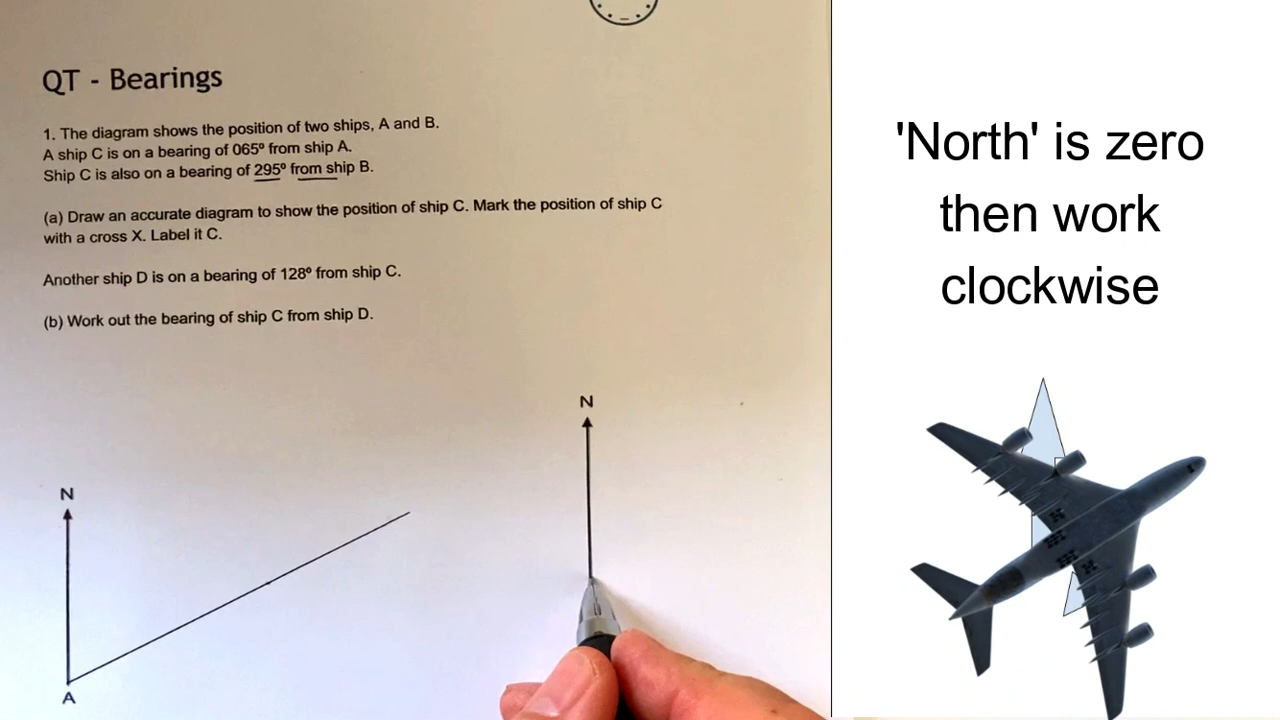 QT - Bearings
1. The diagram shows the position of two ships, A and B.
A ship C is on a bearing of 065º from ship A.
Ship C is also on a bearing of 295º from ship B.
(a) Draw an accurate diagram to show the position of ship C. Mark the position of ship C
with a cross X. Label it C.
Another ship D is on a bearing of 128º from ship C.
(b) Work out the bearing of ship C from ship D.
N
N
A
'North' is zero
then work
clockwise